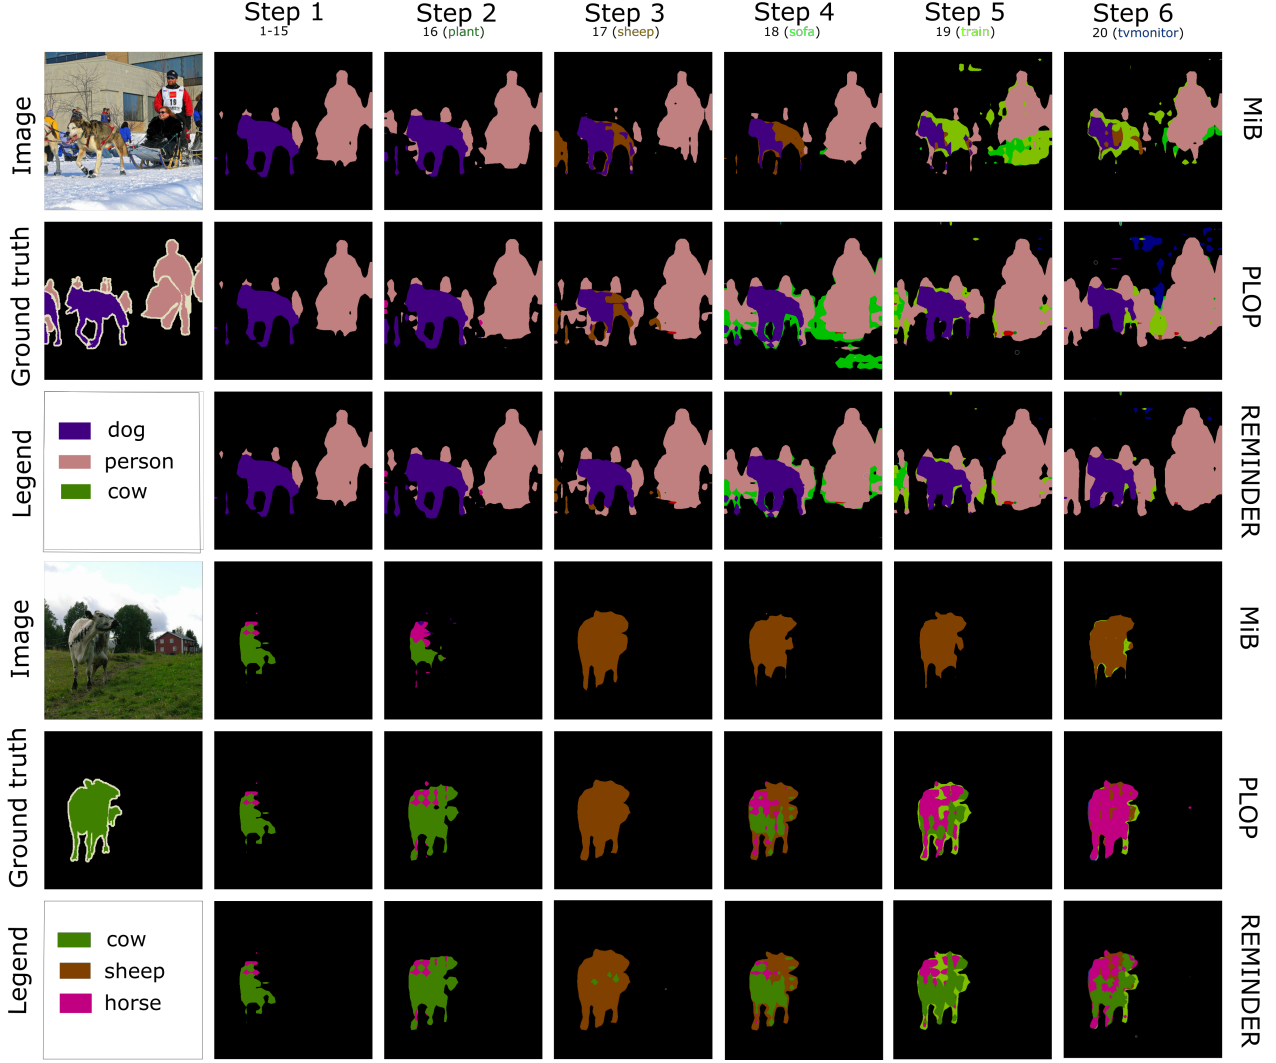 Step 1
1-15
Step 2
16 (plant)
Step 3
17 (sheep)
Step 4
18 (sofa)
Step 5
19 (train)
Step 6
20 (tvmonitor)
Image
19
MiB
Ground truth
PLOP
Legend
dog
person
cow
REMINDER
Image
MiB
Ground truth
PLOP
Legend
cow
sheep
horse
REMINDER